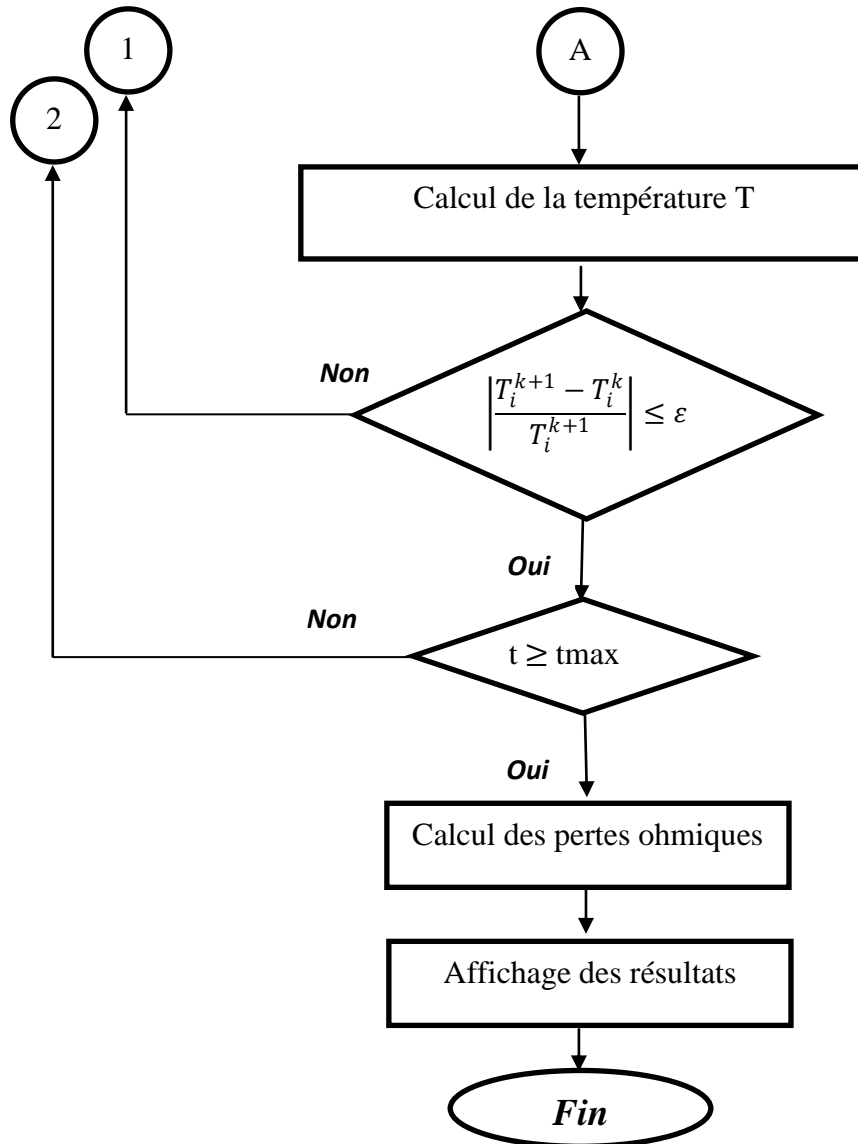 1
A
2
Calcul de la température T
Non
|(T_i^{k+1} − T_i^k) / T_i^{k+1}| ≤ ε
Oui
Non
t ≥ tmax
Oui
Calcul des pertes ohmiques
Affichage des résultats
Fin